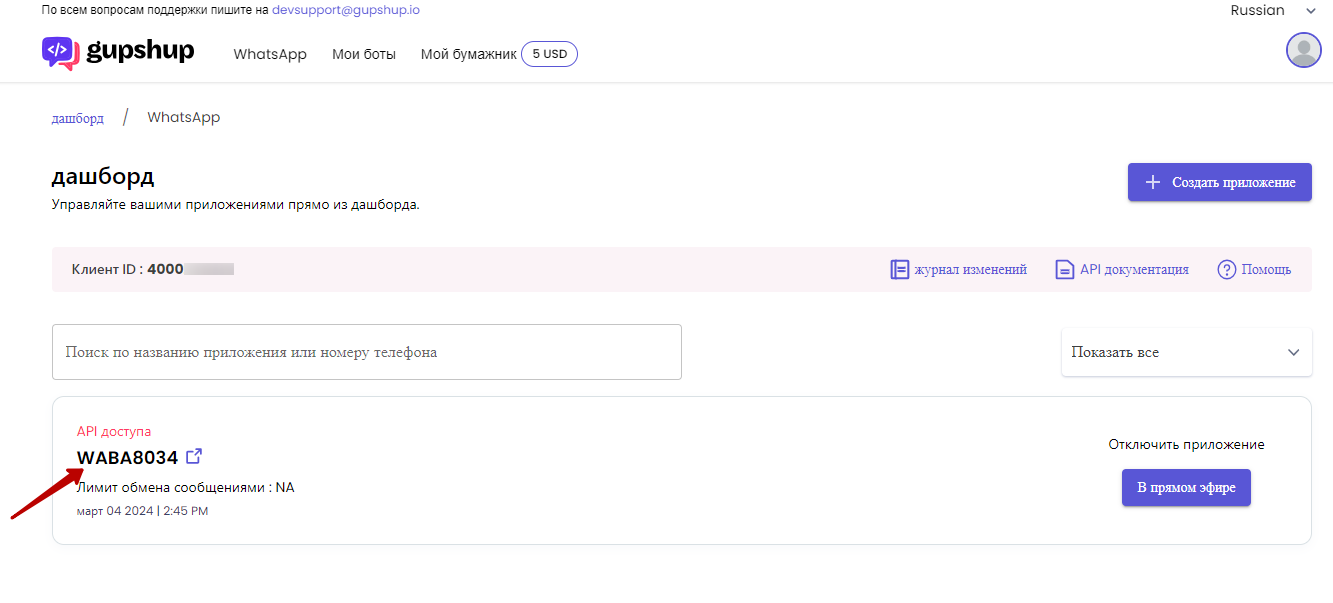 По всем вопросам поддержки пишите на devsupport@gupshup.io
Russian
gupshup
WhatsApp
Мои боты
Мой бумажник
5 USD
дашборд / WhatsApp
дашборд
Управляйте вашими приложениями прямо из дашборда.
Создать приложение
Клиент ID : 4000
журнал изменений
API документация
Помощь
Поиск по названию приложения или номеру телефона
Показать все
API доступа
WABA8034
Лимит обмена сообщениями : NA
март 04 2024 | 2:45 PM
Отключить приложение
В прямом эфире